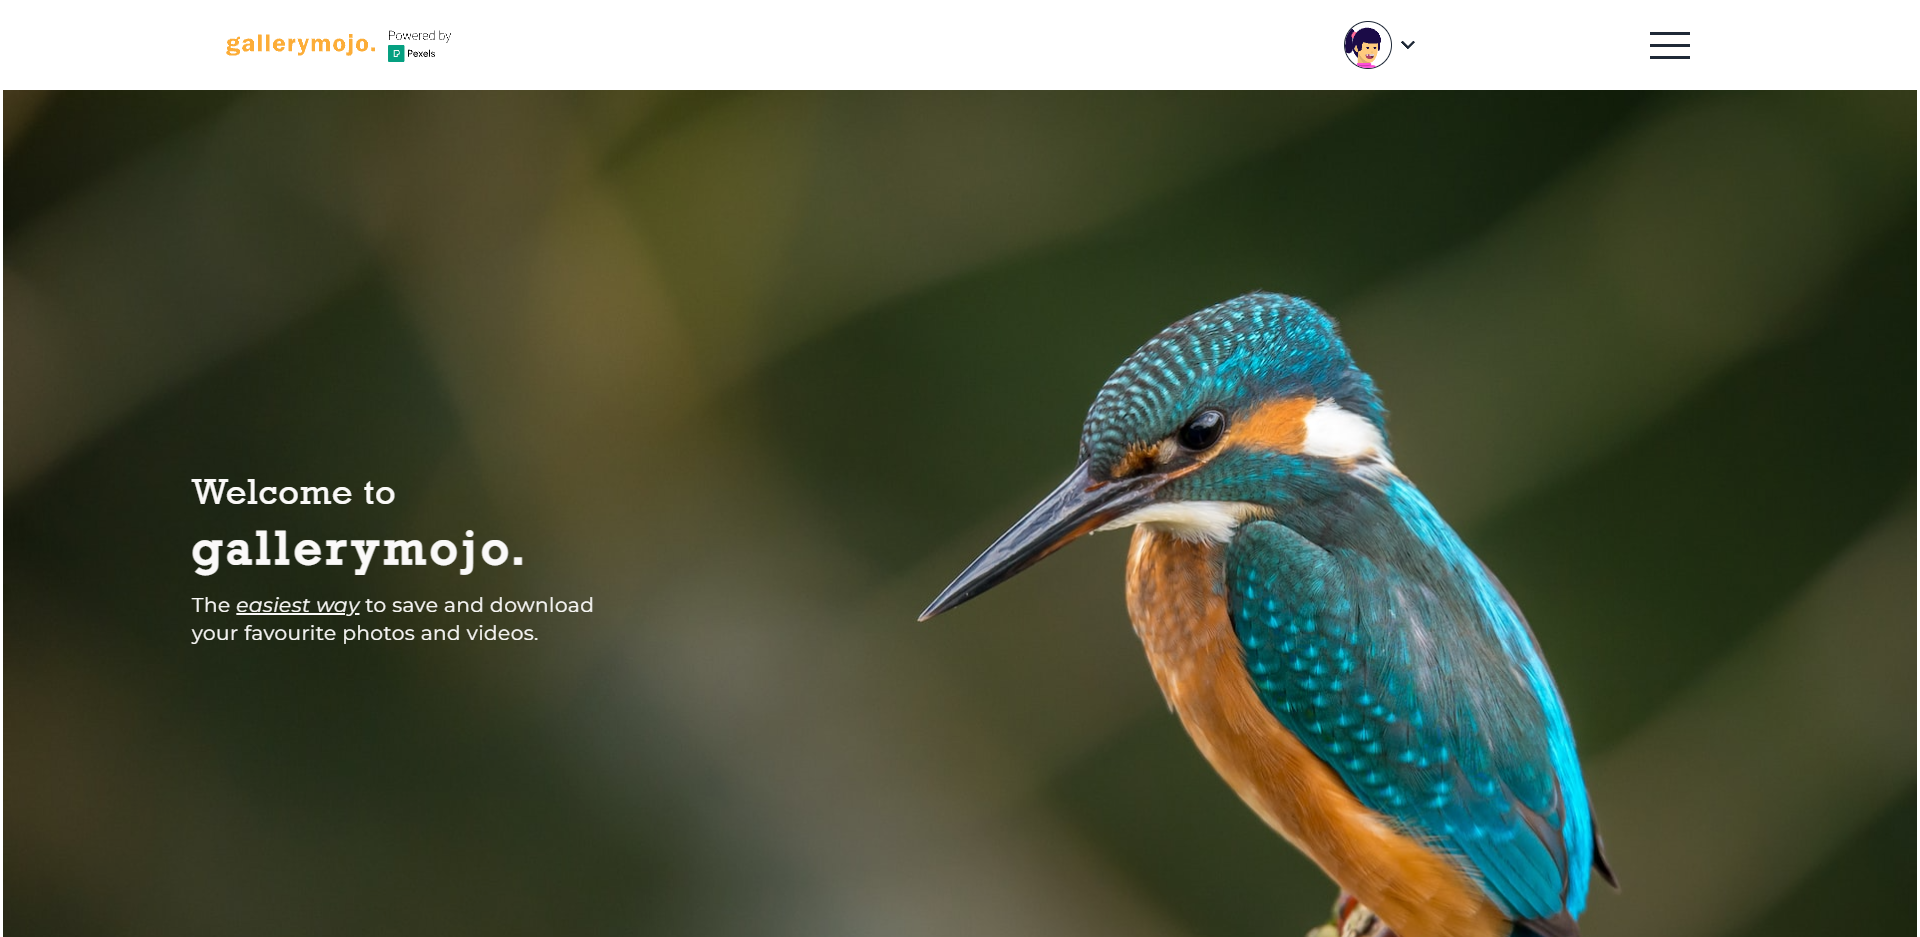 gallerymojo.
Powered by
Pexels
Welcome to
gallerymojo.
The easiest way to save and download
your favourite photos and videos.